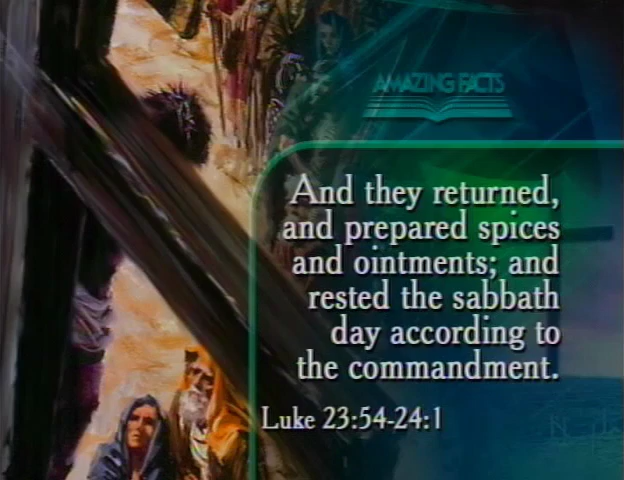 AMAZING FACTS
And they returned,
and prepared spices
and ointments; and
rested the sabbath
day according to
the commandment.
Luke 23:54-24:1